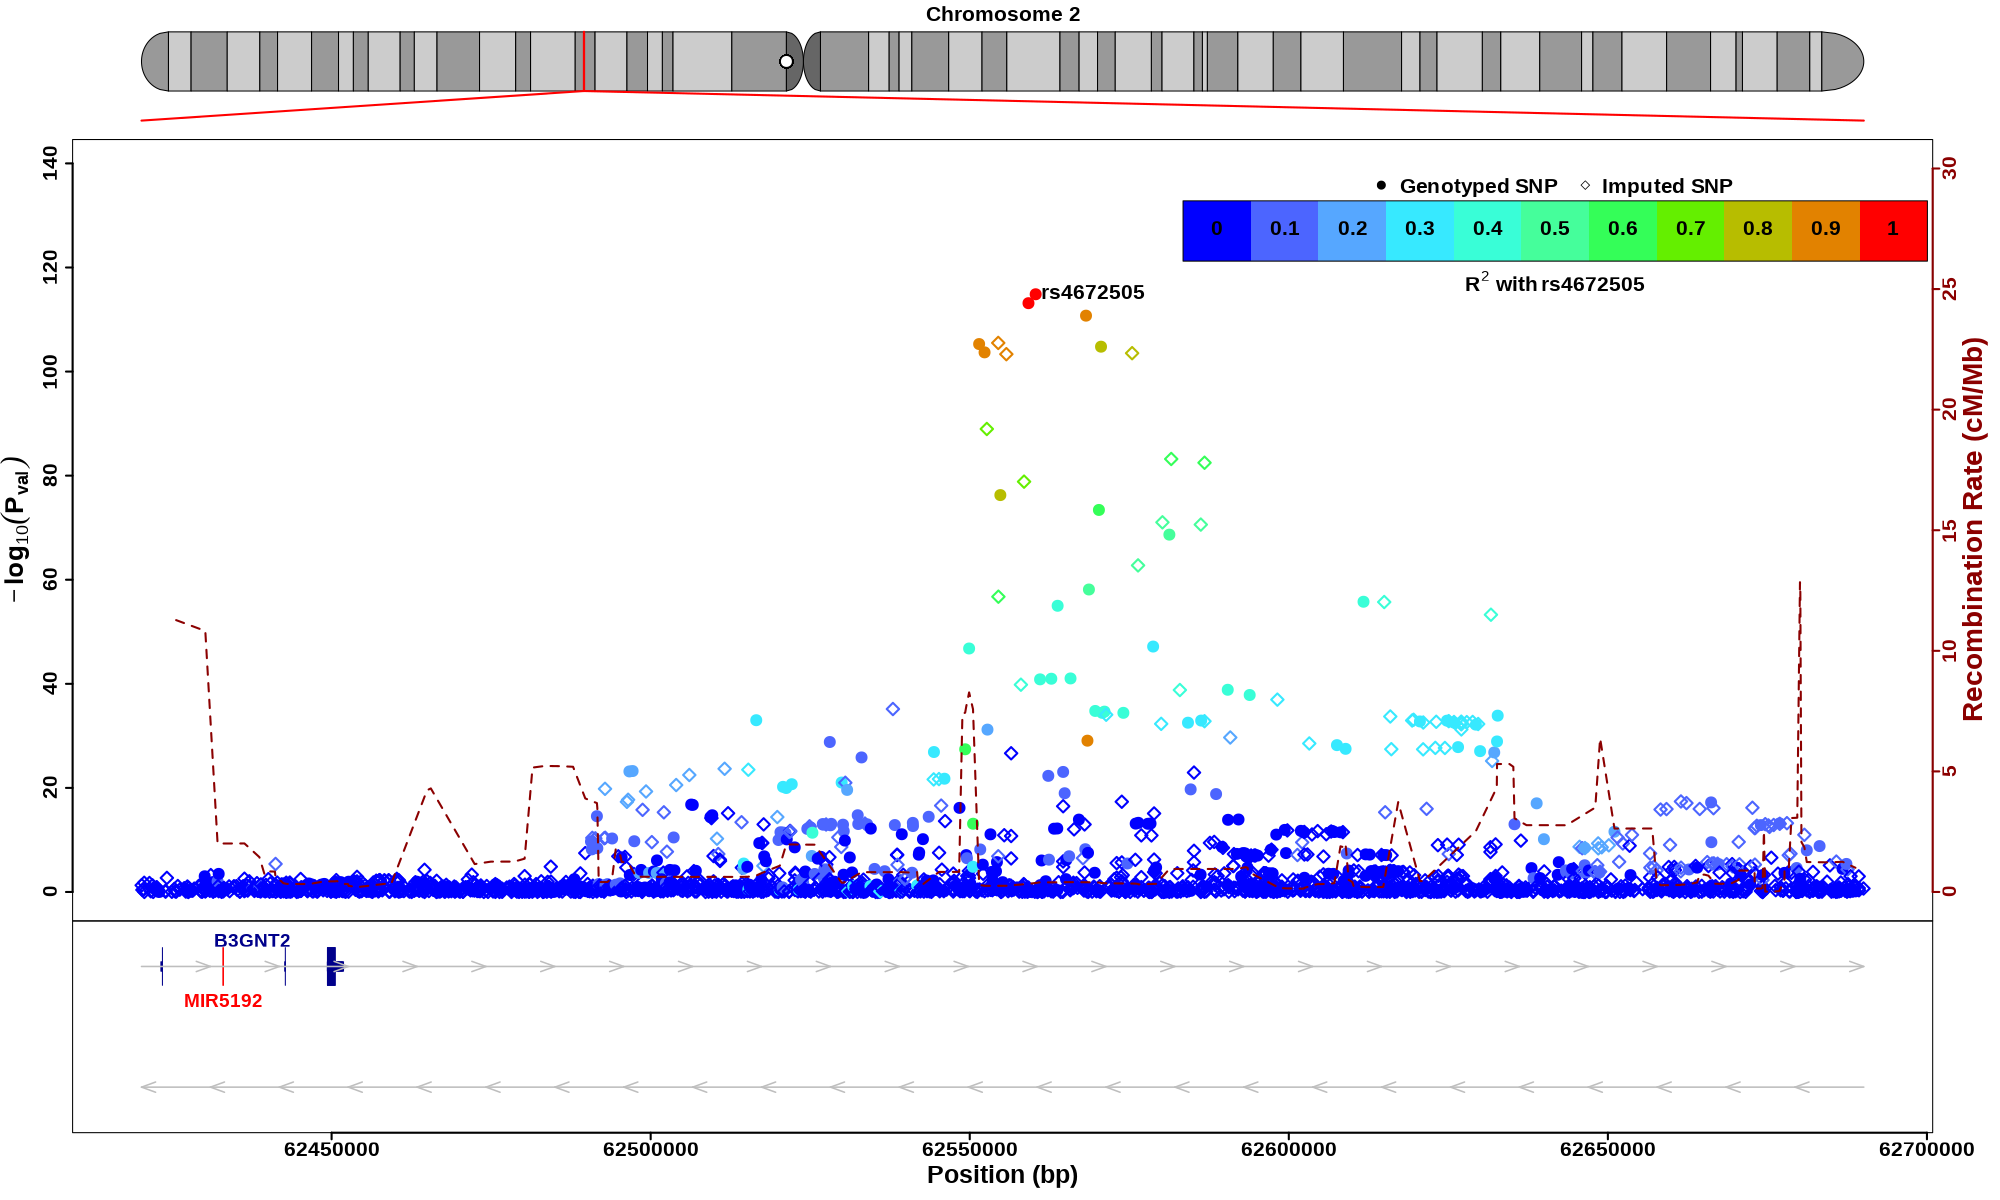 Chromosome 2
140
120
100
80
60
40
20
0
− log10(Pval)
30
25
20
15
10
5
0
Recombination Rate (cM/Mb)
Genotyped SNP Imputed SNP
0 0.1 0.2 0.3 0.4 0.5 0.6 0.7 0.8 0.9 1
R2 with rs4672505
rs4672505
B3GNT2
MIR5192
62450000 62500000 62550000 62600000 62650000 62700000
Position (bp)